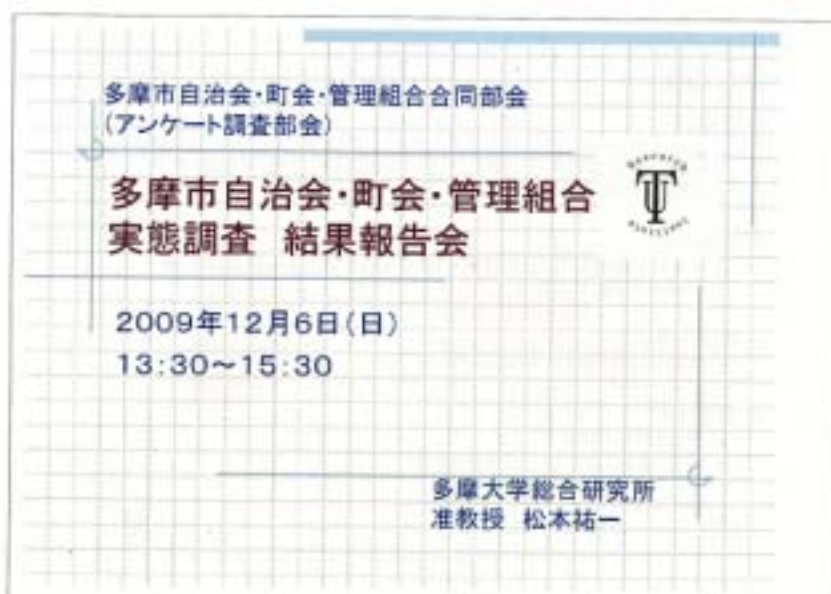 多摩市自治会・町会・管理組合合同部会
(アンケート調査部会)
多摩市自治会・町会・管理組合
実態調査 結果報告会
2009年12月6日(日)
13:30～15:30
多摩大学総合研究所
准教授 松本祐一